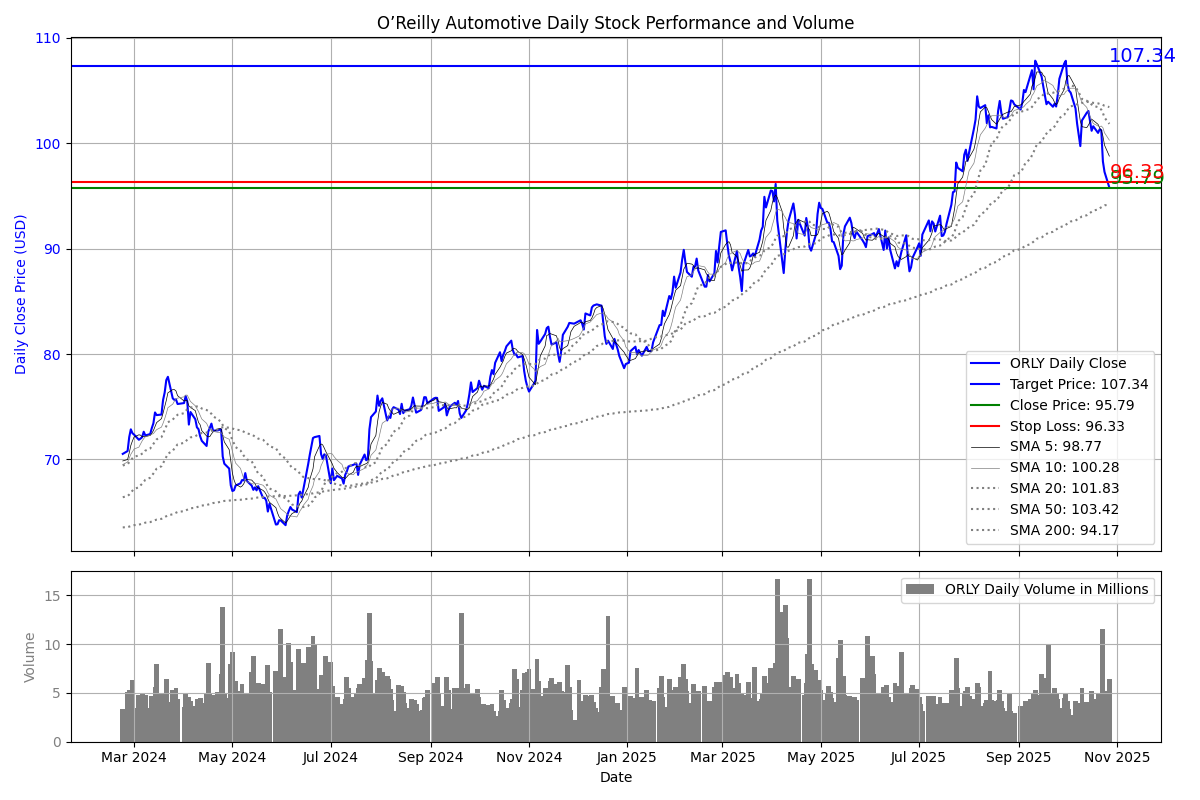 O’Reilly Automotive Daily Stock Performance and Volume
110
100
90
80
70
Daily Close Price (USD)
107.34
96.33
95.79
ORLY Daily Close
Target Price: 107.34
Close Price: 95.79
Stop Loss: 96.33
SMA 5: 98.77
SMA 10: 100.28
SMA 20: 101.83
SMA 50: 103.42
SMA 200: 94.17
15
10
5
0
Volume
ORLY Daily Volume in Millions
Mar 2024 May 2024 Jul 2024 Sep 2024 Nov 2024 Jan 2025 Mar 2025 May 2025 Jul 2025 Sep 2025 Nov 2025
Date